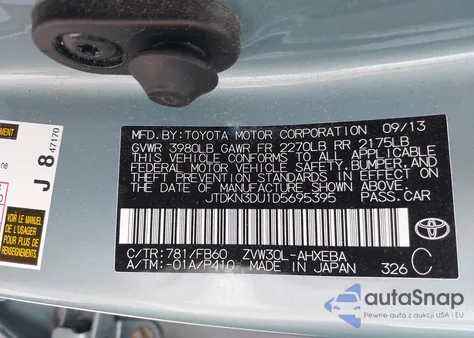 MFD.BY:TOYOTA MOTOR CORPORATION 09/13
GVWR 3980LB GAWR FR 2270LB RR 2175LB
THIS VEHICLE CONFORMS TO ALL APPLICABLE
FEDERAL MOTOR VEHICLE SAFETY, BUMPER, AND
THEFT PREVENTION STANDARDS IN EFFECT ON
THE DATE OF MANUFACTURE SHOWN ABOVE.
JTDKN3DU1D5695395 PASS.CAR
C/TR:781/FB60 ZVW30L-AHXEBA
A/TM:-01A/P410 MADE IN JAPAN 326 C
TOYOTA
J 8 47170
ne
VOIR LE MANUEL
DE L'USAGER
POUR PLUS DE
autoSnap
Pewne auta z USA i EU